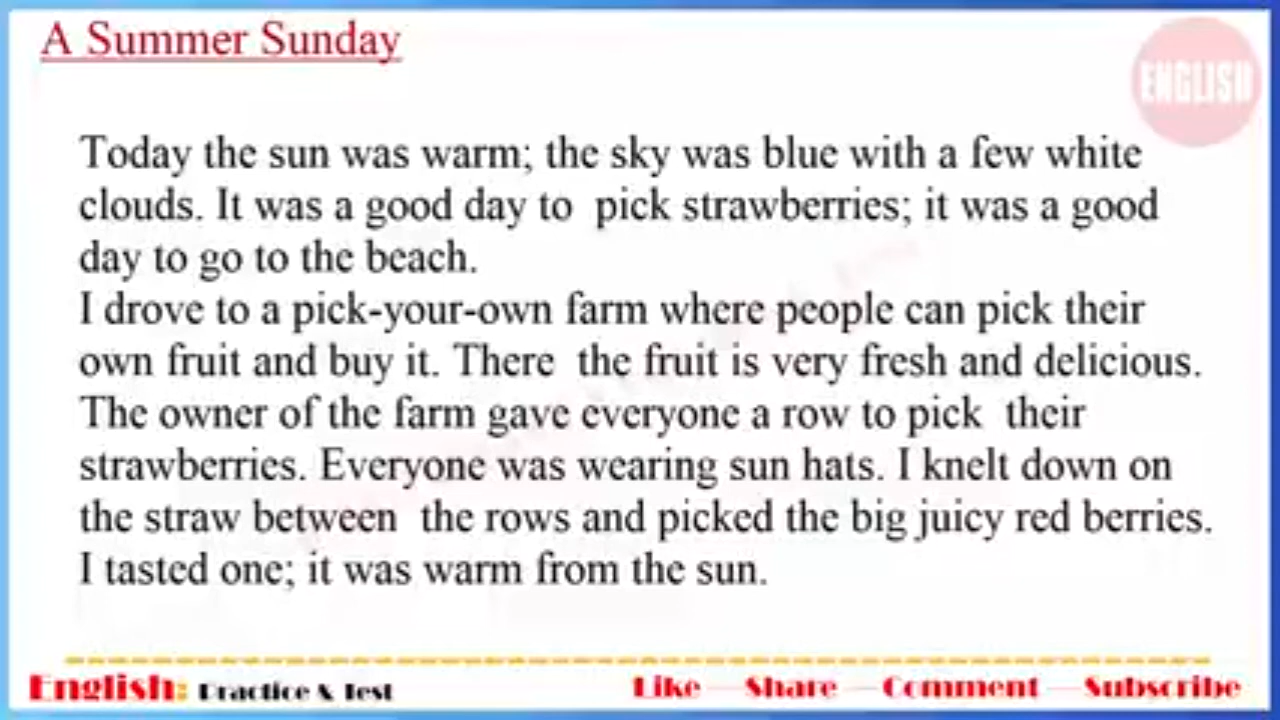 A Summer Sunday
ENGLISH
Today the sun was warm; the sky was blue with a few white
clouds. It was a good day to pick strawberries; it was a good
day to go to the beach.
I drove to a pick-your-own farm where people can pick their
own fruit and buy it. There the fruit is very fresh and delicious.
The owner of the farm gave everyone a row to pick their
strawberries. Everyone was wearing sun hats. I knelt down on
the straw between the rows and picked the big juicy red berries.
I tasted one; it was warm from the sun.
English: Practice & Test
Like — Share — Comment — Subscribe